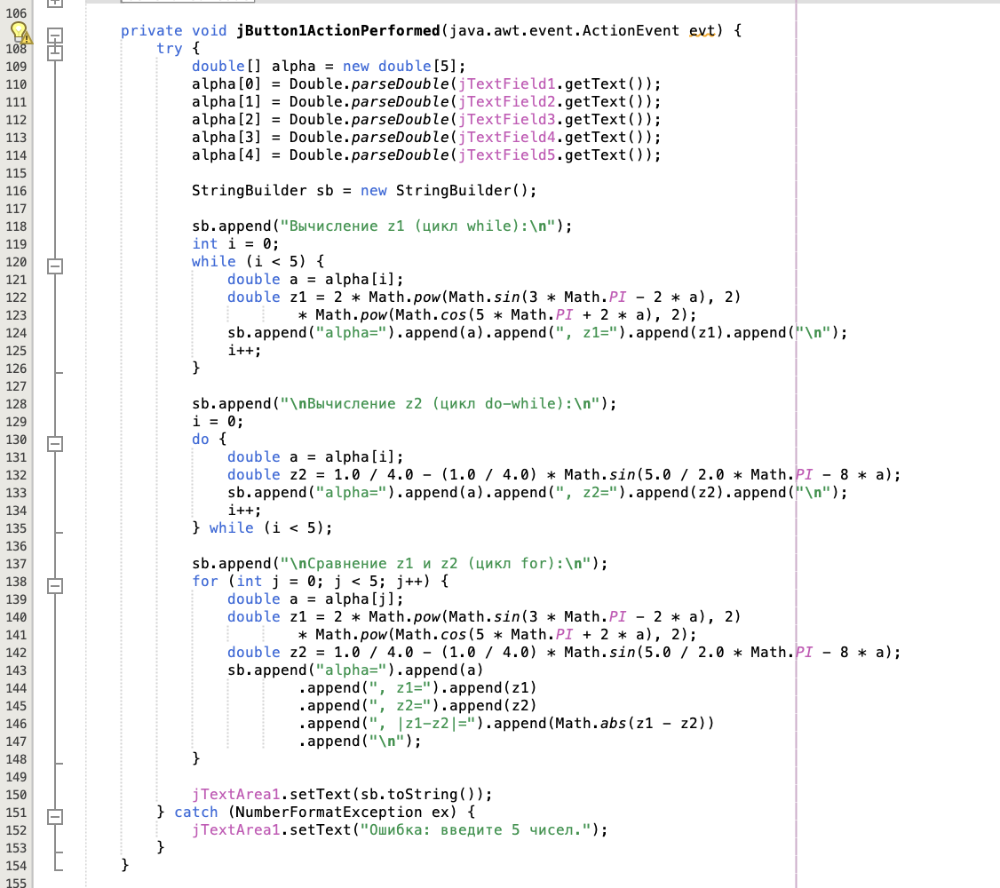 106
private void jButton1ActionPerformed(java.awt.event.ActionEvent evt) {
108 try {
109 double[] alpha = new double[5];
110 alpha[0] = Double.parseDouble(jTextField1.getText());
111 alpha[1] = Double.parseDouble(jTextField2.getText());
112 alpha[2] = Double.parseDouble(jTextField3.getText());
113 alpha[3] = Double.parseDouble(jTextField4.getText());
114 alpha[4] = Double.parseDouble(jTextField5.getText());
115
116 StringBuilder sb = new StringBuilder();
117
118 sb.append("Вычисление z1 (цикл while):\n");
119 int i = 0;
120 while (i < 5) {
121 double a = alpha[i];
122 double z1 = 2 * Math.pow(Math.sin(3 * Math.PI - 2 * a), 2)
123 * Math.pow(Math.cos(5 * Math.PI + 2 * a), 2);
124 sb.append("alpha=").append(a).append(", z1=").append(z1).append("\n");
125 i++;
126 }
127
128 sb.append("\nВычисление z2 (цикл do-while):\n");
129 i = 0;
130 do {
131 double a = alpha[i];
132 double z2 = 1.0 / 4.0 - (1.0 / 4.0) * Math.sin(5.0 / 2.0 * Math.PI - 8 * a);
133 sb.append("alpha=").append(a).append(", z2=").append(z2).append("\n");
134 i++;
135 } while (i < 5);
136
137 sb.append("\nСравнение z1 и z2 (цикл for):\n");
138 for (int j = 0; j < 5; j++) {
139 double a = alpha[j];
140 double z1 = 2 * Math.pow(Math.sin(3 * Math.PI - 2 * a), 2)
141 * Math.pow(Math.cos(5 * Math.PI + 2 * a), 2);
142 double z2 = 1.0 / 4.0 - (1.0 / 4.0) * Math.sin(5.0 / 2.0 * Math.PI - 8 * a);
143 sb.append("alpha=").append(a)
144 .append(", z1=").append(z1)
145 .append(", z2=").append(z2)
146 .append(", |z1-z2|=").append(Math.abs(z1 - z2))
147 .append("\n");
148 }
149
150 jTextArea1.setText(sb.toString());
151 } catch (NumberFormatException ex) {
152 jTextArea1.setText("Ошибка: введите 5 чисел.");
153 }
154 }
155